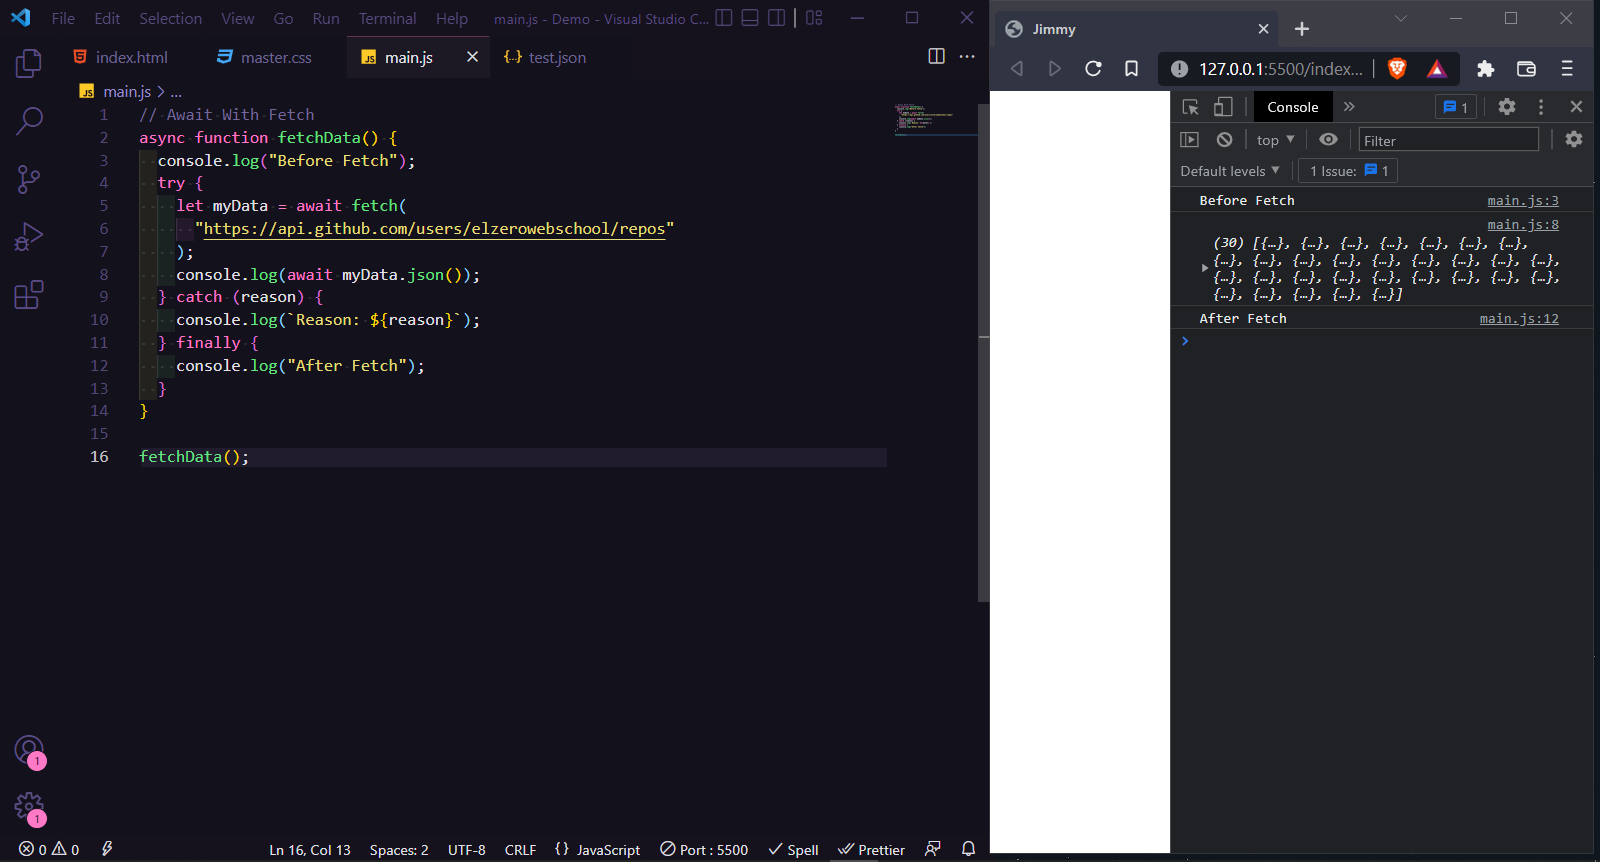 File Edit Selection View Go Run Terminal Help main.js - Demo - Visual Studio C...
index.html master.css main.js {..} test.json
main.js > ...
1 // Await With Fetch
2 async function fetchData() {
3 console.log("Before Fetch");
4 try {
5 let myData = await fetch(
6 "https://api.github.com/users/elzerowebschool/repos"
7 );
8 console.log(await myData.json());
9 } catch (reason) {
10 console.log(`Reason: ${reason}`);
11 } finally {
12 console.log("After Fetch");
13 }
14 }
15
16 fetchData();
1
1
0 0 Ln 16, Col 13 Spaces: 2 UTF-8 CRLF {} JavaScript Port : 5500 Spell Prettier
Jimmy
127.0.0.1:5500/index...
Console 1
top Filter
Default levels 1 Issue: 1
Before Fetch main.js:3
main.js:8
(30) [{…}, {…}, {…}, {…}, {…}, {…}, {…},
{…}, {…}, {…}, {…}, {…}, {…}, {…}, {…}, {…},
{…}, {…}, {…}, {…}, {…}, {…}, {…}, {…}, {…},
{…}, {…}, {…}, {…}, {…}]
After Fetch main.js:12